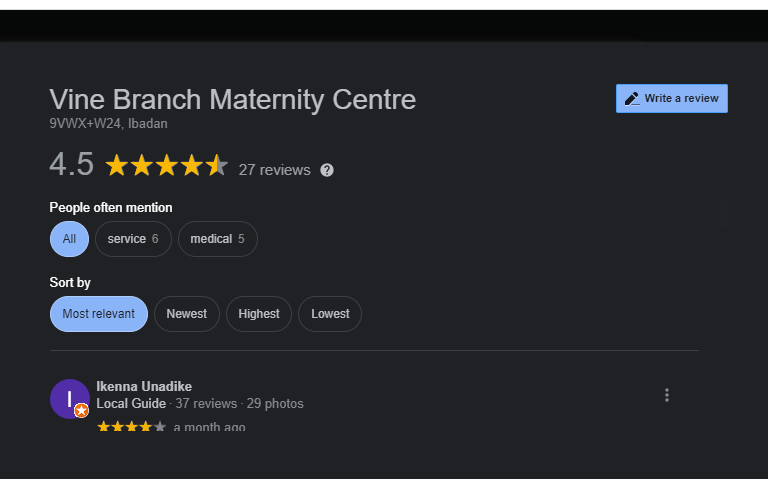 Vine Branch Maternity Centre
Write a review
9VWX+W24, Ibadan
4.5 27 reviews
People often mention
All service 6 medical 5
Sort by
Most relevant Newest Highest Lowest
I
Ikenna Unadike
Local Guide · 37 reviews · 29 photos
a month ago